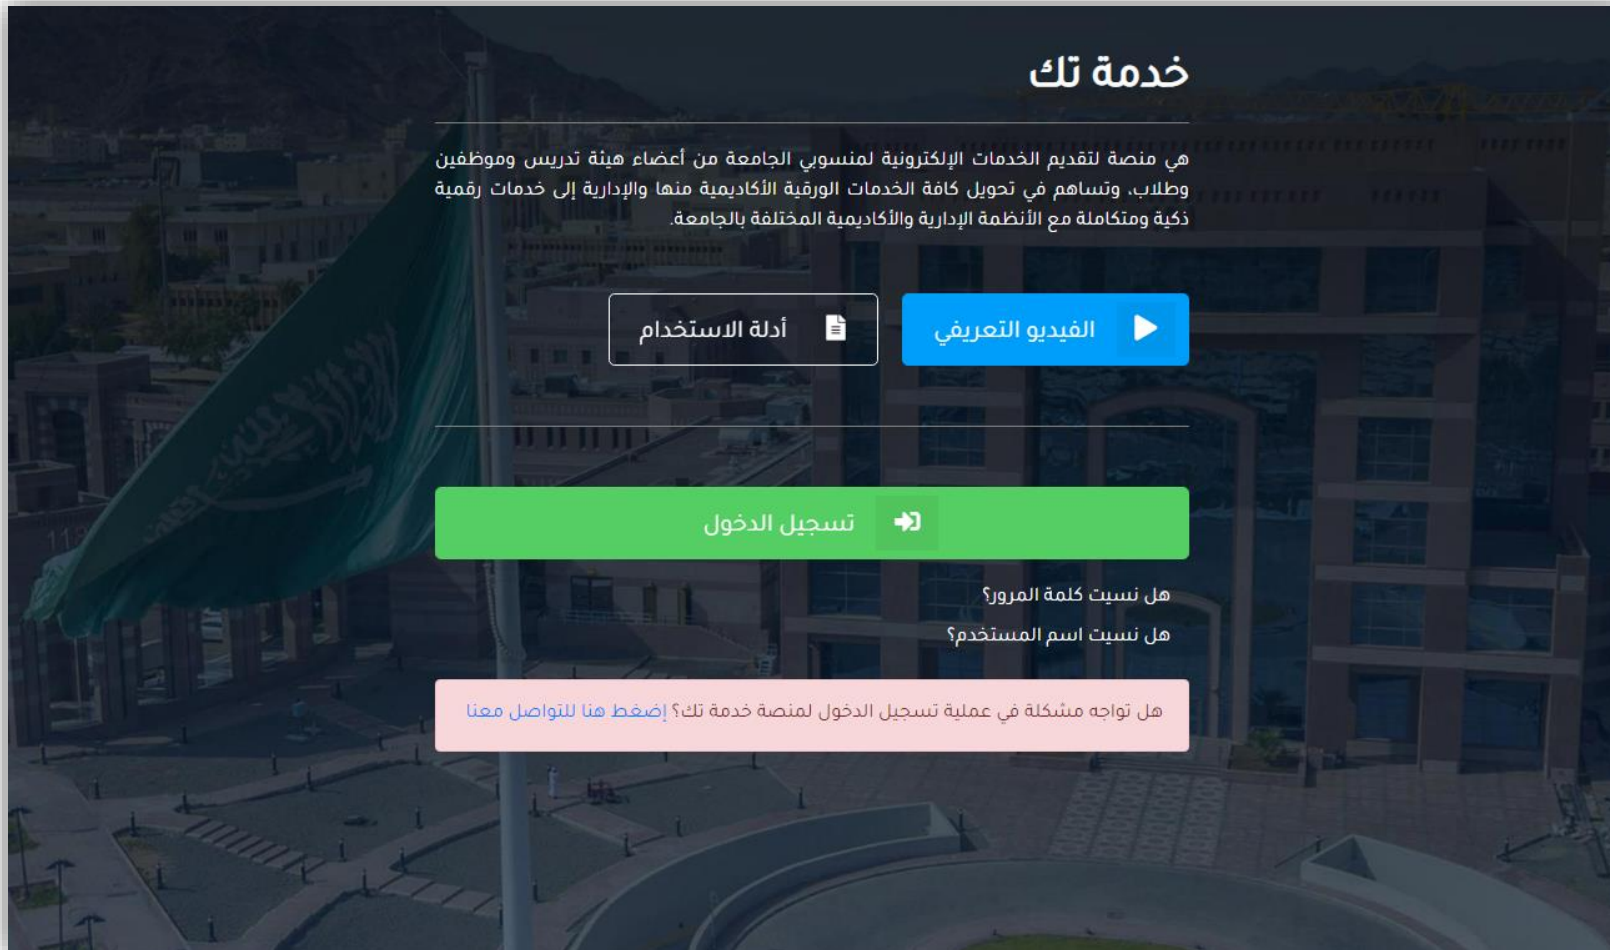 خدمة تك
هي منصة لتقديم الخدمات الإلكترونية لمنسوبي الجامعة من أعضاء هيئة تدريس وموظفين
وطلاب، وتساهم في تحويل كافة الخدمات الورقية الأكاديمية منها والإدارية إلى خدمات رقمية
ذكية ومتكاملة مع الأنظمة الإدارية والأكاديمية المختلفة بالجامعة.
الفيديو التعريفي
أدلة الاستخدام
تسجيل الدخول
هل نسيت كلمة المرور؟
هل نسيت اسم المستخدم؟
هل تواجه مشكلة في عملية تسجيل الدخول لمنصة خدمة تك؟ إضغط هنا للتواصل معنا